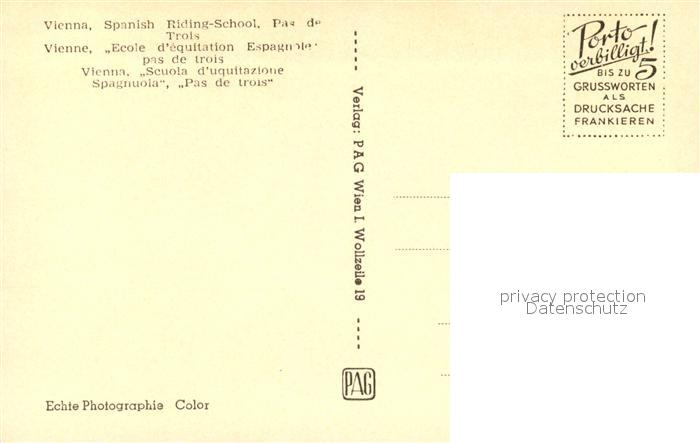 Vienna, Spanish Riding-School, Pas de
Trois
Vienne, „Ecole d'équitation Espagnole"
pas de trois
Vienna, „Scuola d'uquitazione
Spagnuola", „Pas de trois"
Verlag: PAG Wien I. Wollzeile 19
PAG
Echte Photographie Color
Porto
verbilligt!
BIS ZU 5
GRUSSWORTEN
ALS
DRUCKSACHE
FRANKIEREN
privacy protection
Datenschutz